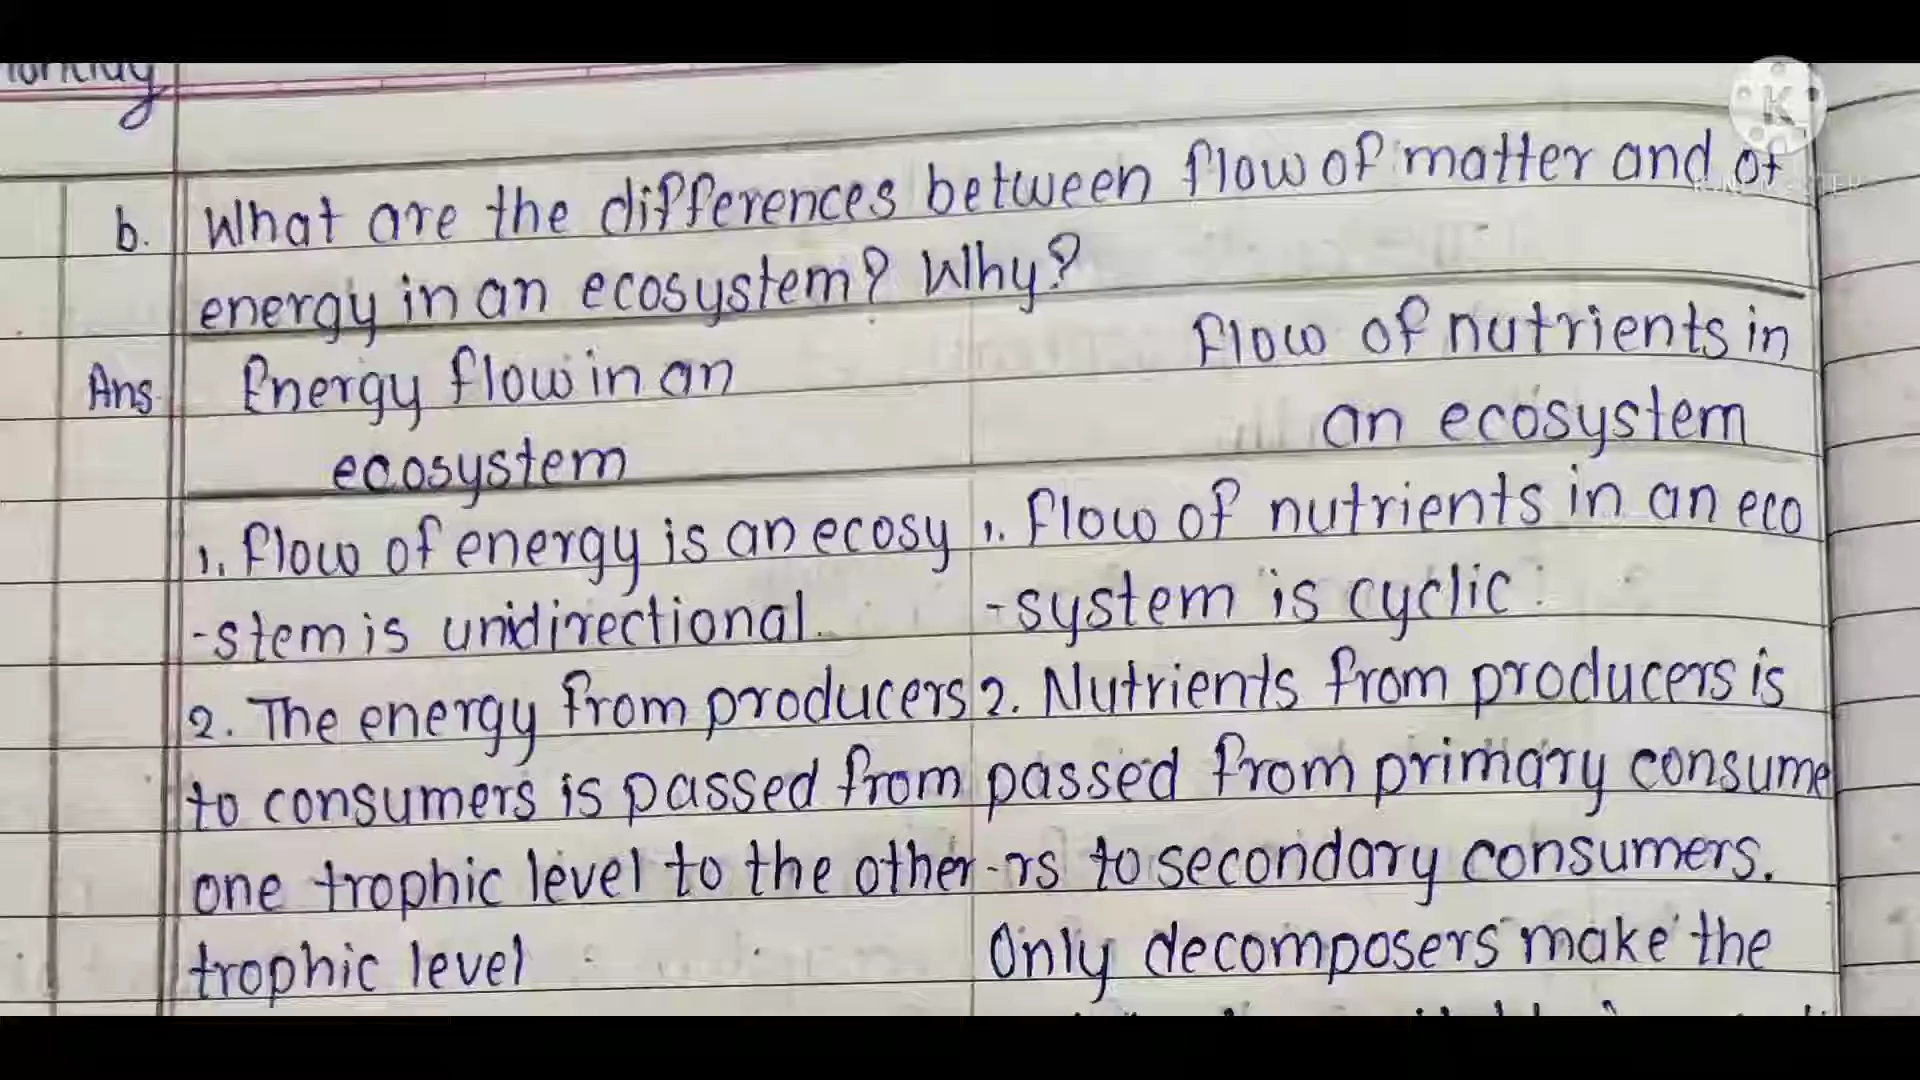 b. What are the differences between flow of matter and of
energy in an ecosystem? Why?
Ans. Energy flow in an
ecosystem
Flow of nutrients in
an ecosystem
1. Flow of energy is an ecosy
-stem is unidirectional.
2. The energy from producers
to consumers is passed from
one trophic level to the other
trophic level
1. Flow of nutrients in an eco
-system is cyclic.
2. Nutrients from producers is
passed from primary consume
-rs to secondary consumers.
Only decomposers make the
K